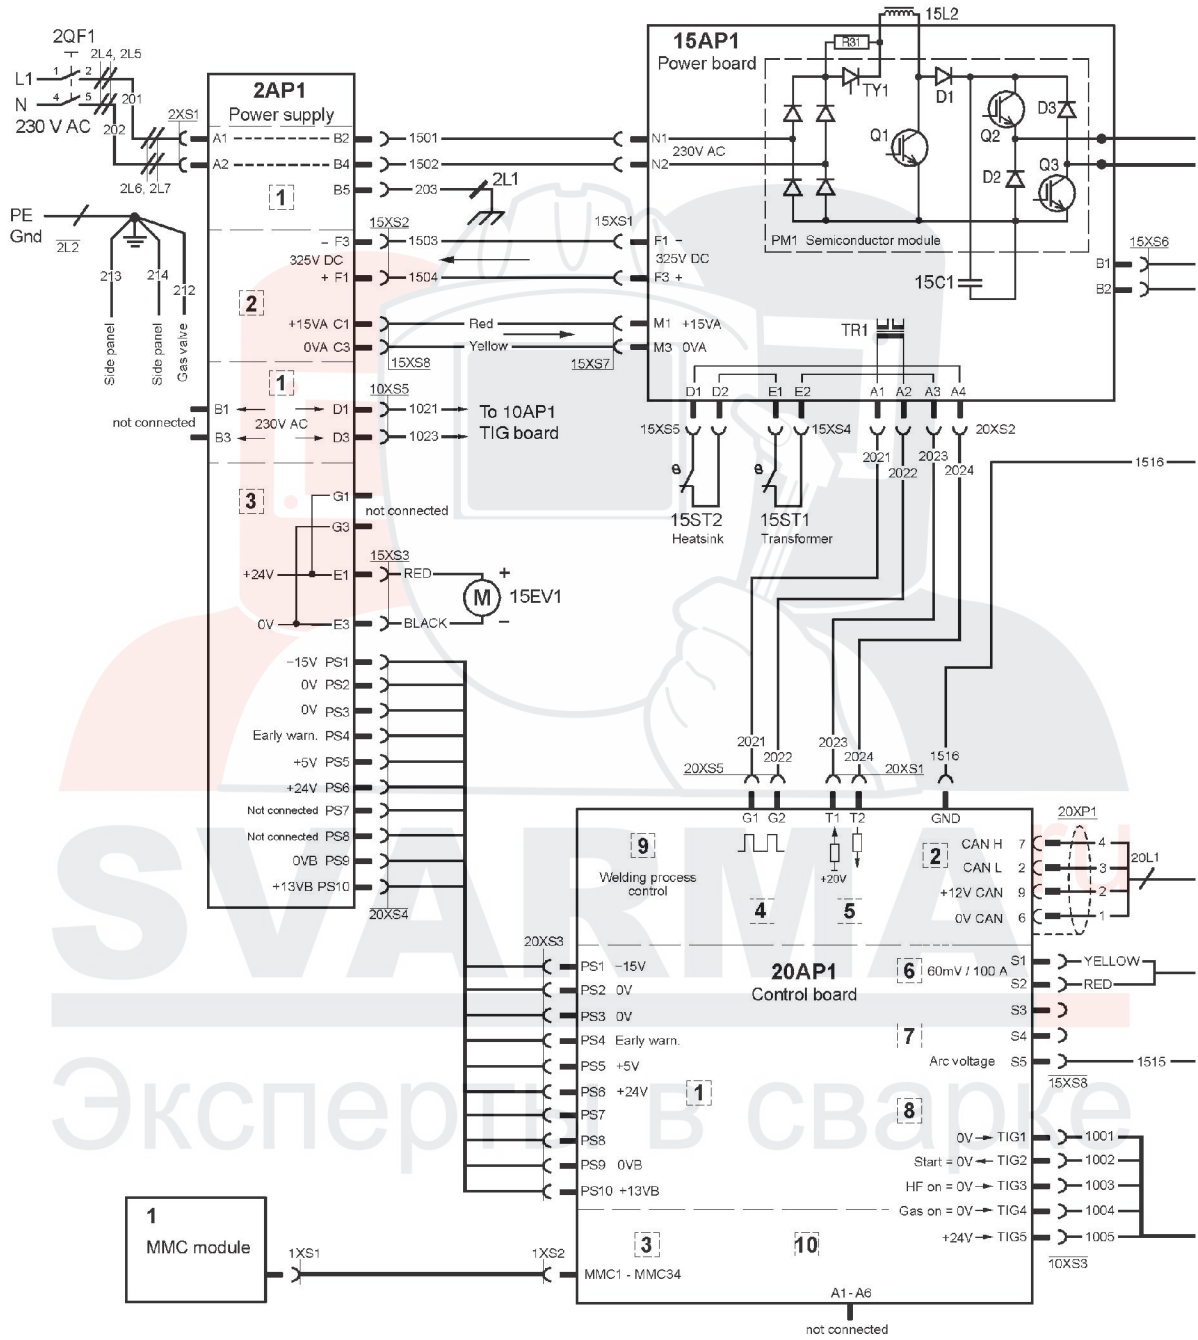 2QF1
2L4, 2L5
L1
1
2
N
4
5
230 V AC
201
202
2XS1
2L6, 2L7
PE
Gnd
2L2
213
214
212
Side panel
Side panel
Gas valve
2AP1
Power supply
A1
B2
1501
A2
B4
1502
B5
203
2L1
1
15XS2
– F3
1503
15XS1
325V DC
+ F1
1504
2
+15VA C1
Red
0VA C3
Yellow
15XS8
15XS7
1
10XS5
B1
D1
1021
not connected
230V AC
B3
D3
1023
To 10AP1
TIG board
3
G1
not connected
G3
15XS3
+24V
E1
RED
+
M
15EV1
0V
E3
BLACK
–
–15V PS1
0V PS2
0V PS3
Early warn. PS4
+5V PS5
+24V PS6
Not connected PS7
Not connected PS8
0VB PS9
+13VB PS10
20XS4
15AP1
Power board
15L2
R31
TY1
D1
Q1
Q2
D3
D2
Q3
N1
230V AC
N2
PM1 Semiconductor module
F1 –
325V DC
F3 +
15C1
15XS6
B1
B2
M1 +15VA
M3 0VA
TR1
D1 D2 E1 E2 A1 A2 A3 A4
15XS5
15XS4
20XS2
2021
2022
2023
2024
θ
θ
15ST2
Heatsink
15ST1
Transformer
1516
2021
2022
2023
2024
1516
20XS5
20XS1
G1 G2 T1 T2 GND
20XP1
9
Welding process
control
4
+20V
5
2
CAN H 7
4
CAN L 2
3
+12V CAN 9
2
0V CAN 6
1
20L1
20AP1
Control board
20XS3
PS1 –15V
PS2 0V
PS3 0V
PS4 Early warn.
PS5 +5V
PS6 +24V
PS7
PS8
PS9 0VB
PS10 +13VB
1
6
60mV / 100 A
S1
YELLOW
S2
RED
S3
7
S4
Arc voltage S5
1515
15XS8
8
0V TIG1
1001
Start = 0V TIG2
1002
HF on = 0V TIG3
1003
Gas on = 0V TIG4
1004
+24V TIG5
1005
10XS3
1
MMC module
1XS1
1XS2
3
MMC1 - MMC34
10
A1- A6
not connected
SVARMA
ru
Эксперты в сварке